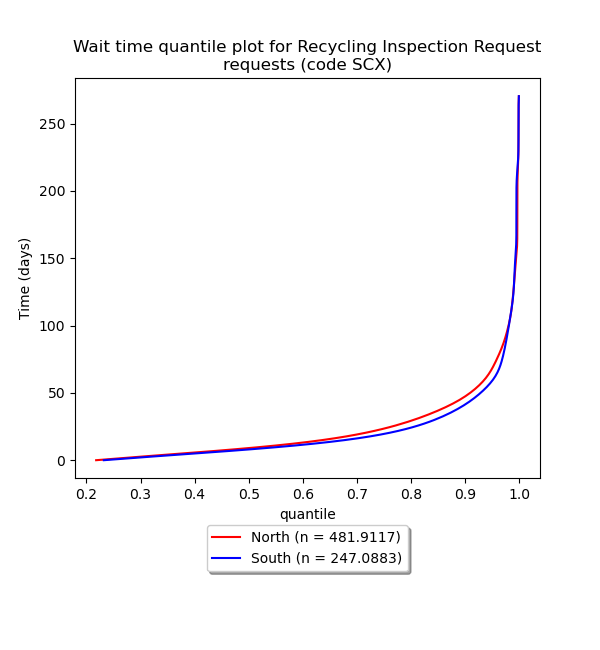 Wait time quantile plot for Recycling Inspection Request
requests (code SCX)
250
200
150
100
50
0
Time (days)
0.2 0.3 0.4 0.5 0.6 0.7 0.8 0.9 1.0
quantile
North (n = 481.9117)
South (n = 247.0883)